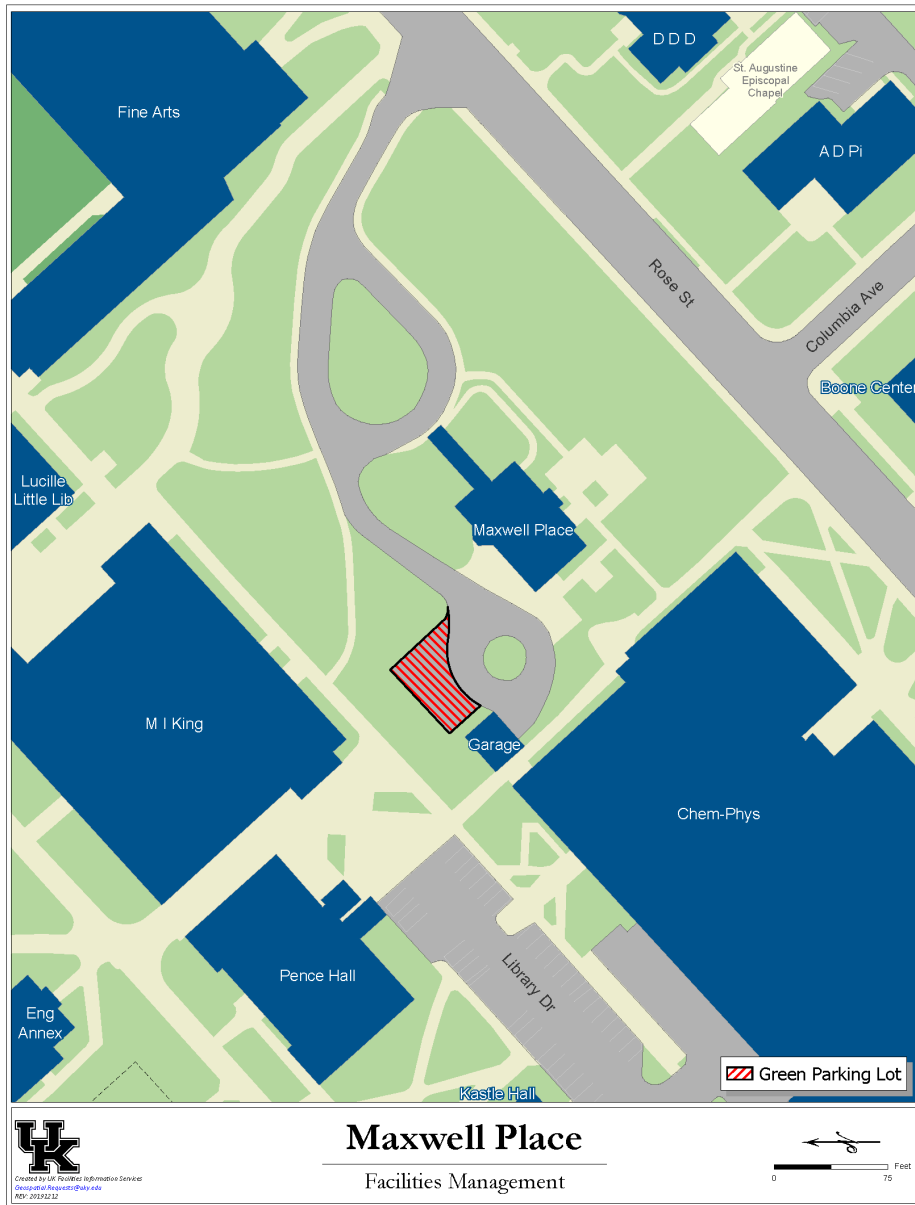 D D D
St. Augustine
Episcopal
Chapel
Fine Arts
A D Pi
Rose St
Columbia Ave
Boone Center
Lucille
Little Lib
Maxwell Place
M I King
Garage
Chem-Phys
Library Dr
Pence Hall
Eng
Annex
Kastle Hall
Green Parking Lot
UK
Maxwell Place
Facilities Management
Created by UK Facilities Information Services
Geospatial.Requests@uky.edu
REV: 20191212
Feet
0 75